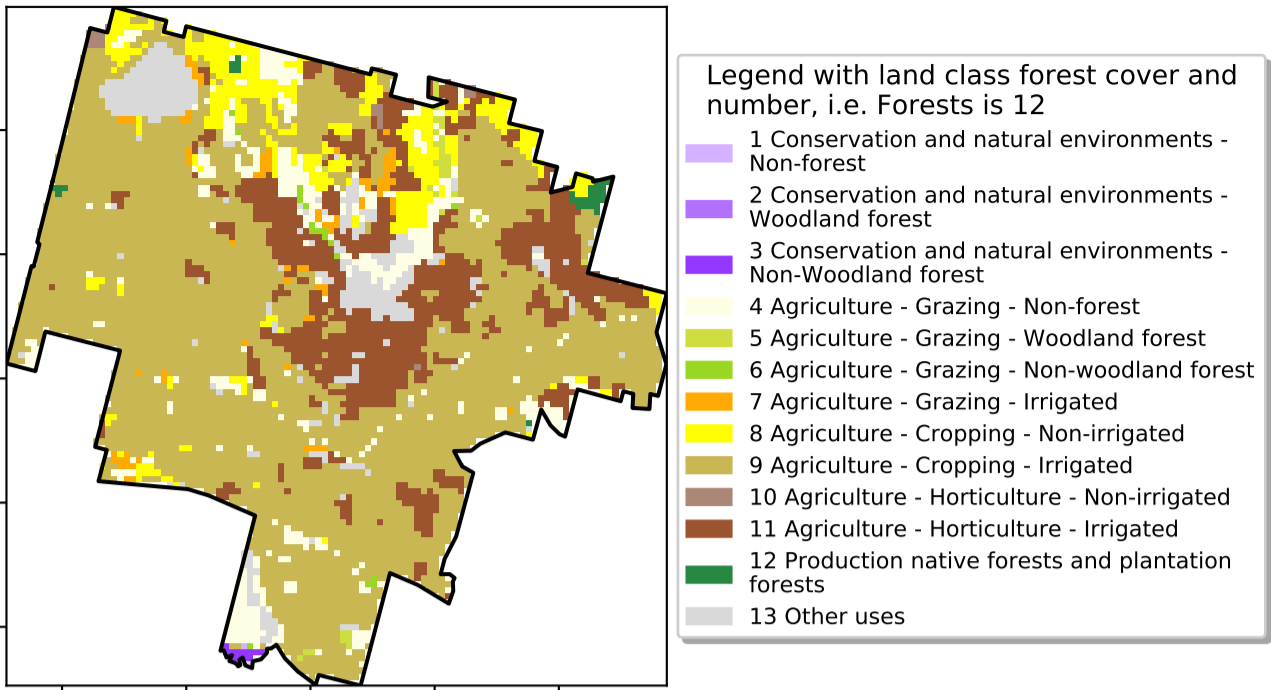 Legend with land class forest cover and
number, i.e. Forests is 12
1 Conservation and natural environments -
Non-forest
2 Conservation and natural environments -
Woodland forest
3 Conservation and natural environments -
Non-Woodland forest
4 Agriculture - Grazing - Non-forest
5 Agriculture - Grazing - Woodland forest
6 Agriculture - Grazing - Non-woodland forest
7 Agriculture - Grazing - Irrigated
8 Agriculture - Cropping - Non-irrigated
9 Agriculture - Cropping - Irrigated
10 Agriculture - Horticulture - Non-irrigated
11 Agriculture - Horticulture - Irrigated
12 Production native forests and plantation
forests
13 Other uses